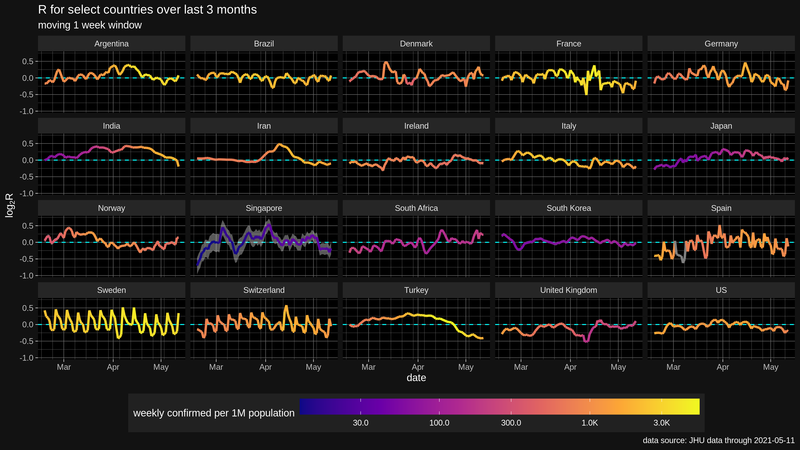 R for select countries over last 3 months
moving 1 week window
Argentina Brazil Denmark France Germany
0.5
0.0
-0.5
-1.0
India Iran Ireland Italy Japan
0.5
0.0
-0.5
-1.0
Norway Singapore South Africa South Korea Spain
0.5
0.0
-0.5
-1.0
Sweden Switzerland Turkey United Kingdom US
0.5
0.0
-0.5
-1.0
log₂R
Mar Apr May Mar Apr May Mar Apr May Mar Apr May Mar Apr May
date
weekly confirmed per 1M population
30.0 100.0 300.0 1.0K 3.0K
data source: JHU data through 2021-05-11